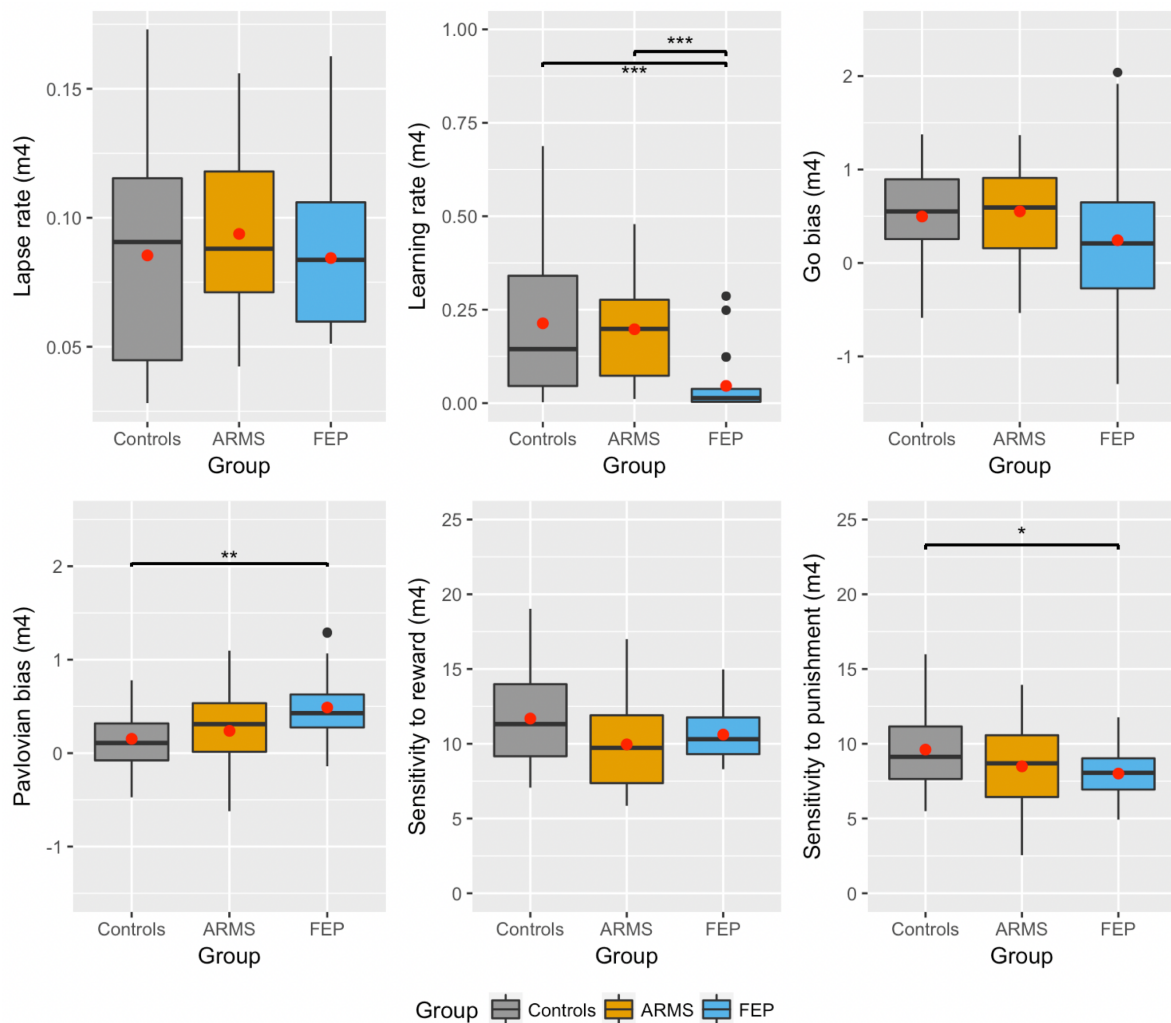 Lapse rate (m4)
0.15
0.10
0.05
Controls ARMS FEP
Group
Learning rate (m4)
1.00
0.75
0.50
0.25
0.00
***
***
Controls ARMS FEP
Group
Go bias (m4)
2
1
0
-1
Controls ARMS FEP
Group
Pavlovian bias (m4)
2
1
0
-1
**
Controls ARMS FEP
Group
Sensitivity to reward (m4)
25
20
15
10
5
0
Controls ARMS FEP
Group
Sensitivity to punishment (m4)
25
20
15
10
5
0
*
Controls ARMS FEP
Group
Group Controls ARMS FEP